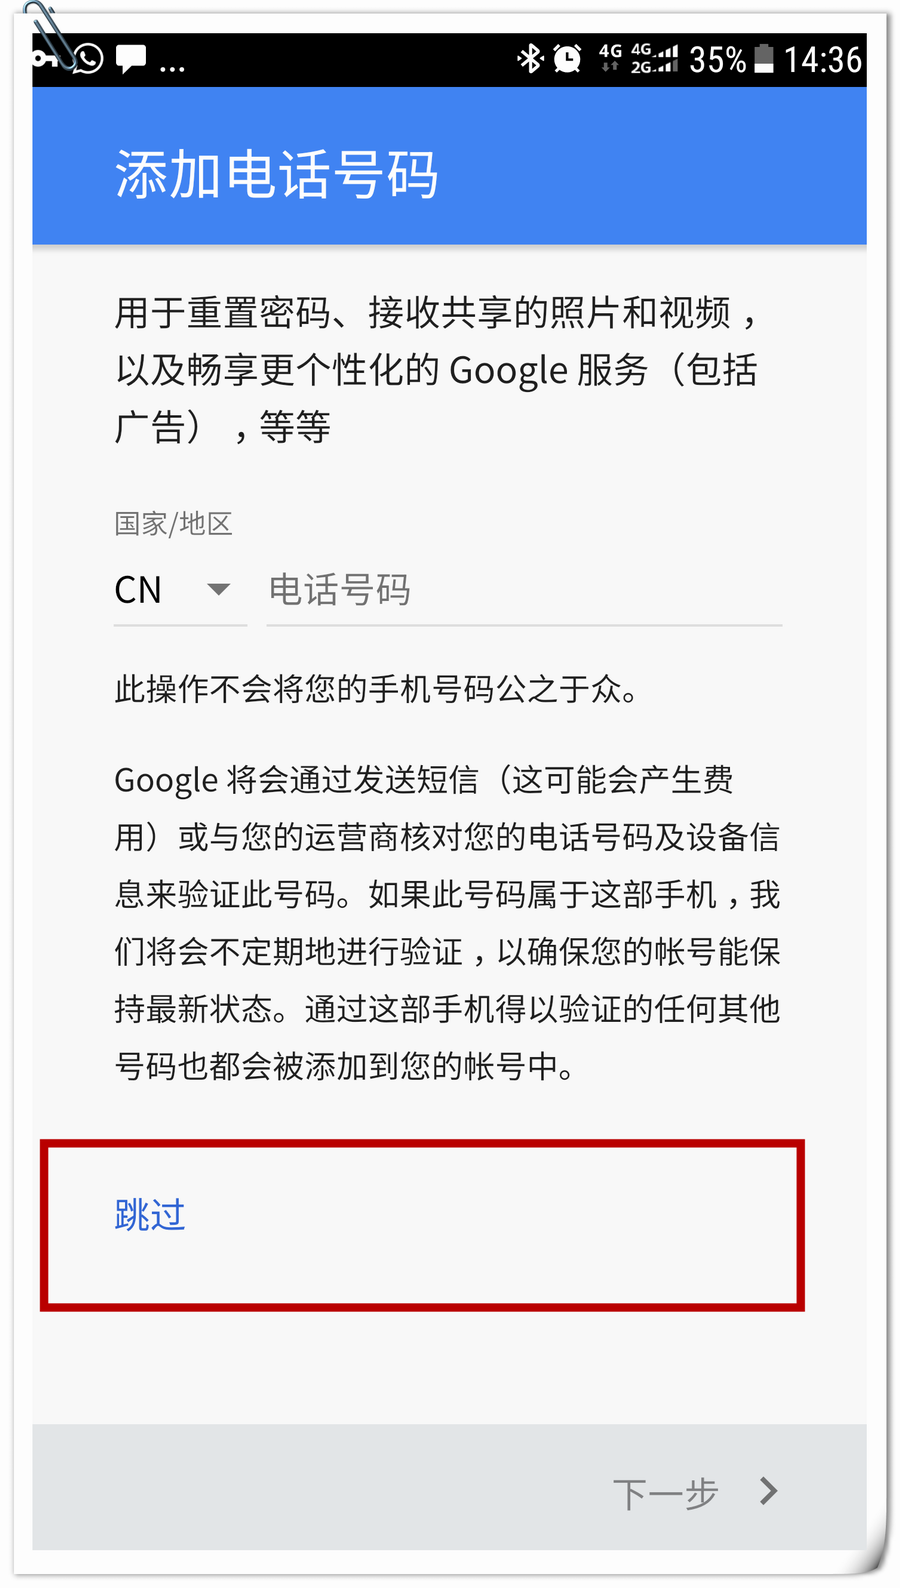 ... 4G 4G 2G 35% 14:36
添加电话号码
用于重置密码、接收共享的照片和视频，
以及畅享更个性化的 Google 服务（包括
广告），等等
国家/地区
CN 电话号码
此操作不会将您的手机号码公之于众。
Google 将会通过发送短信（这可能会产生费
用）或与您的运营商核对您的电话号码及设备信
息来验证此号码。如果此号码属于这部手机，我
们将会不定期地进行验证，以确保您的帐号能保
持最新状态。通过这部手机得以验证的任何其他
号码也都会被添加到您的帐号中。
跳过
下一步